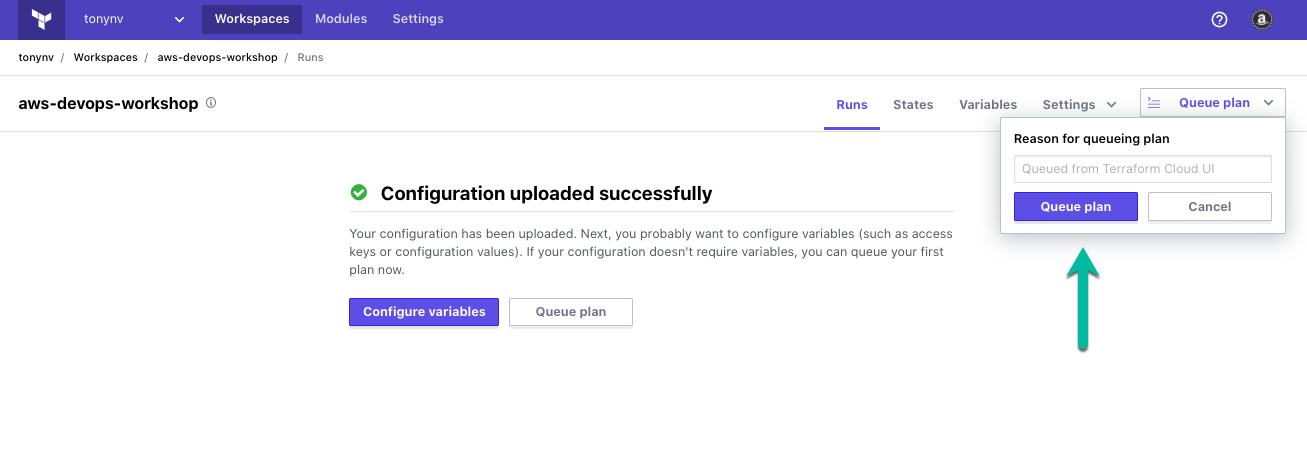 tonynv
Workspaces
Modules
Settings
a
tonynv / Workspaces / aws-devops-workshop / Runs
aws-devops-workshop
Runs
States
Variables
Settings
Queue plan
Reason for queueing plan
Queued from Terraform Cloud UI
Queue plan
Cancel
Configuration uploaded successfully
Your configuration has been uploaded. Next, you probably want to configure variables (such as access
keys or configuration values). If your configuration doesn't require variables, you can queue your first
plan now.
Configure variables
Queue plan